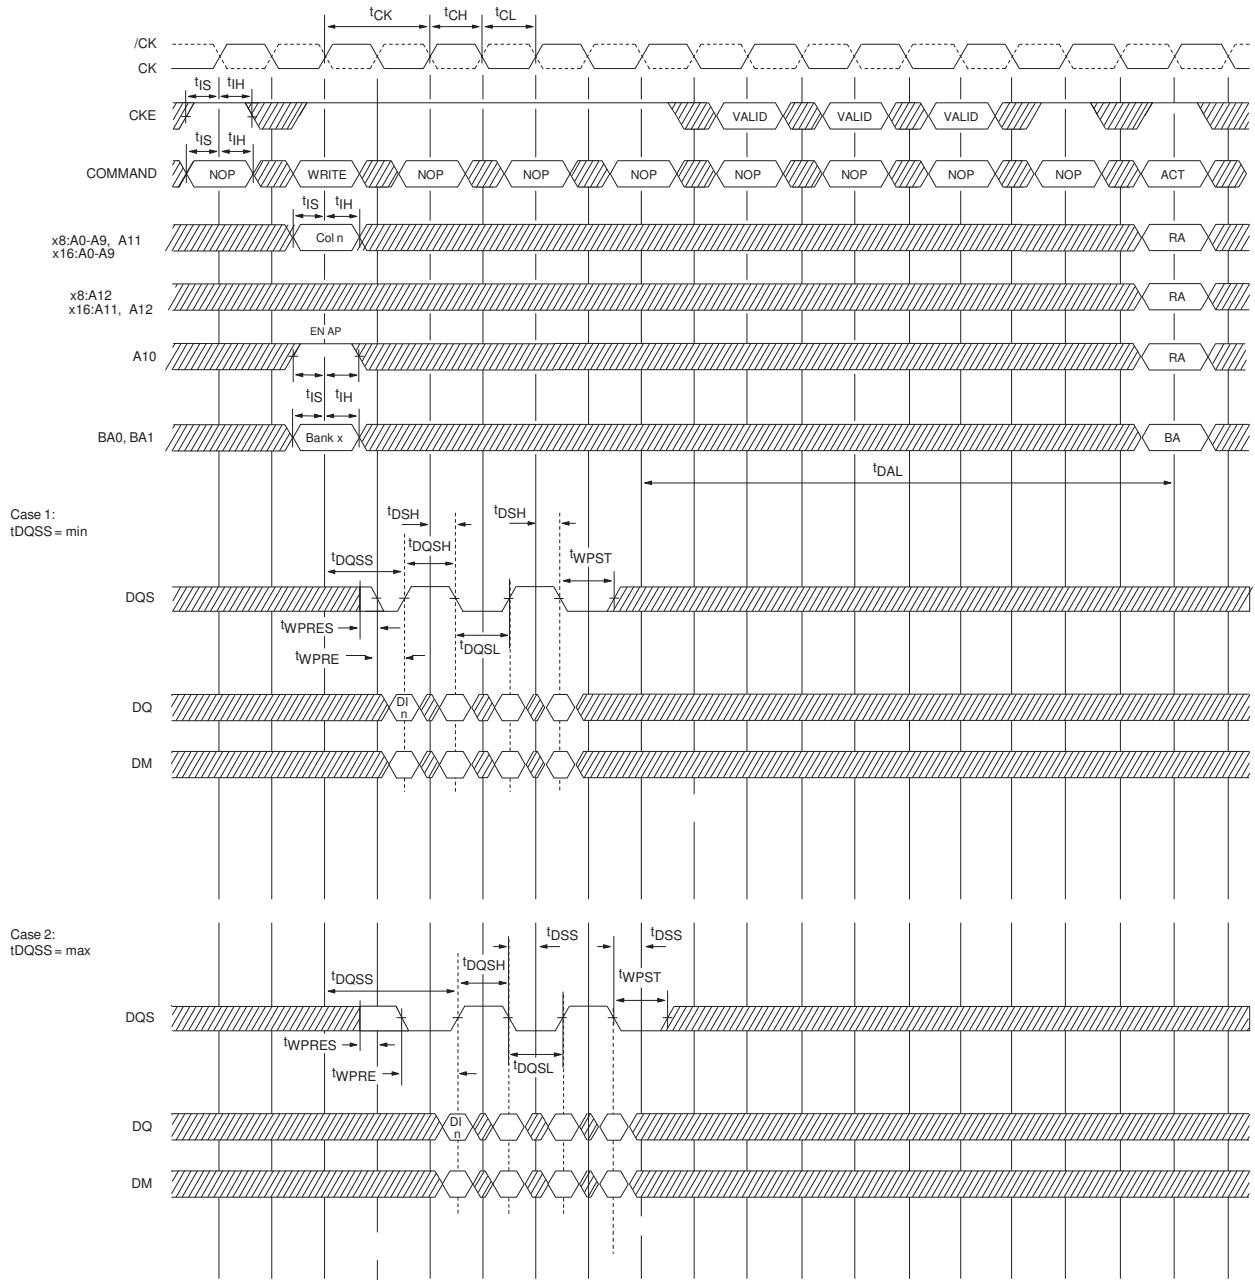 tCK tCH tCL
/CK
CK
tIS tIH
CKE VALID VALID VALID
tIS tIH
COMMAND NOP WRITE NOP NOP NOP NOP NOP NOP NOP ACT
tIS tIH
x8:A0-A9, A11 Col n RA
x16:A0-A9
x8:A12 RA
x16:A11, A12
EN AP
A10 RA
tIS tIH
BA0, BA1 Bank x BA
tDAL
Case 1:
tDQSS = min
tDSH tDSH
tDQSS tDQSH tWPST
DQS
tWPRES tDQSL
tWPRE
DQ DI
n
DM
Case 2:
tDQSS = max
tDSS tDSS
tDQSS tDQSH tWPST
DQS
tWPRES tDQSL
tWPRE
DQ DI
n
DM